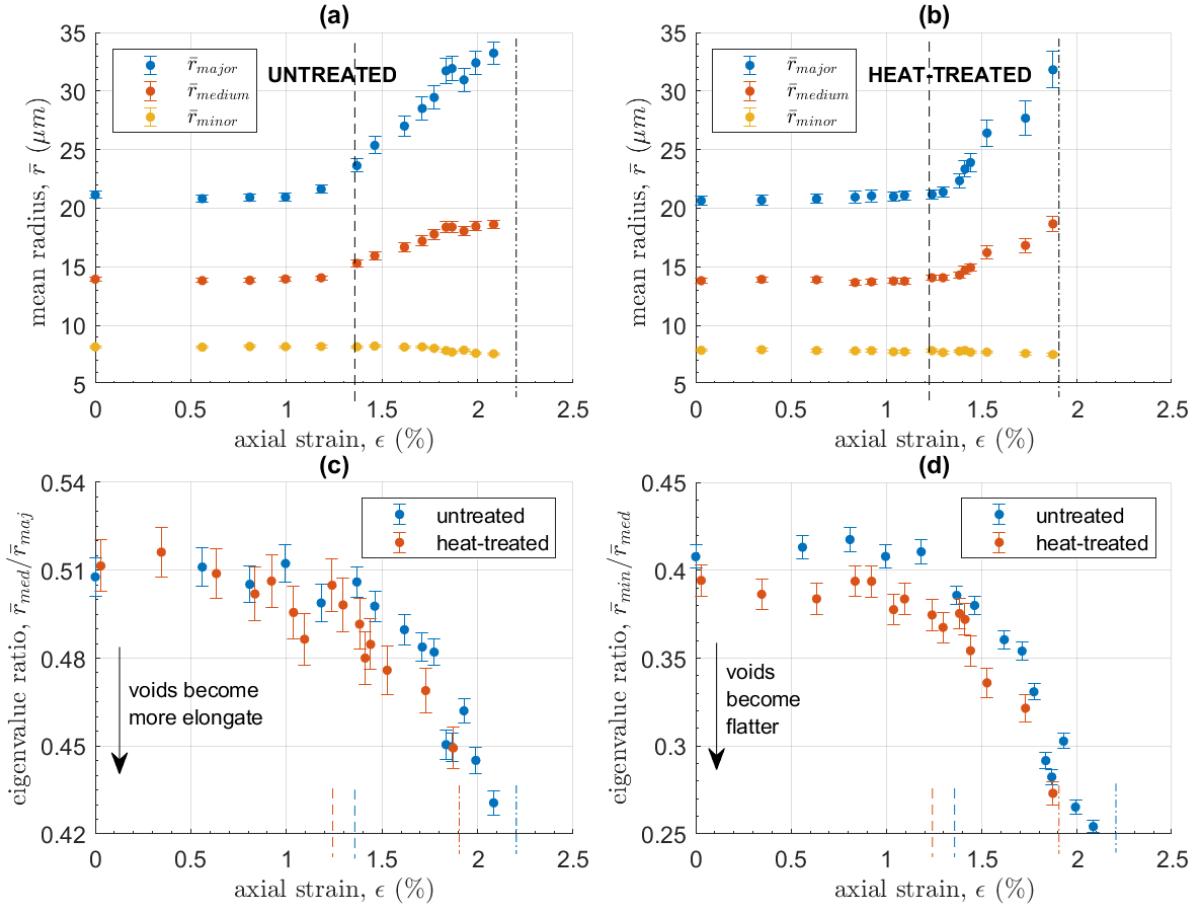 (a)
35
30
25
20
15
10
5
mean radius, r̄ (μm)
r̄major
r̄medium
r̄minor
UNTREATED
0 0.5 1 1.5 2 2.5
axial strain, ϵ (%)
(b)
35
30
25
20
15
10
5
mean radius, r̄ (μm)
r̄major
r̄medium
r̄minor
HEAT-TREATED
0 0.5 1 1.5 2 2.5
axial strain, ϵ (%)
(c)
0.54
0.51
0.48
0.45
0.42
eigenvalue ratio, r̄med/r̄maj
untreated
heat-treated
voids become
more elongate
0 0.5 1 1.5 2 2.5
axial strain, ϵ (%)
(d)
0.45
0.4
0.35
0.3
0.25
eigenvalue ratio, r̄min/r̄med
untreated
heat-treated
voids
become
flatter
0 0.5 1 1.5 2 2.5
axial strain, ϵ (%)